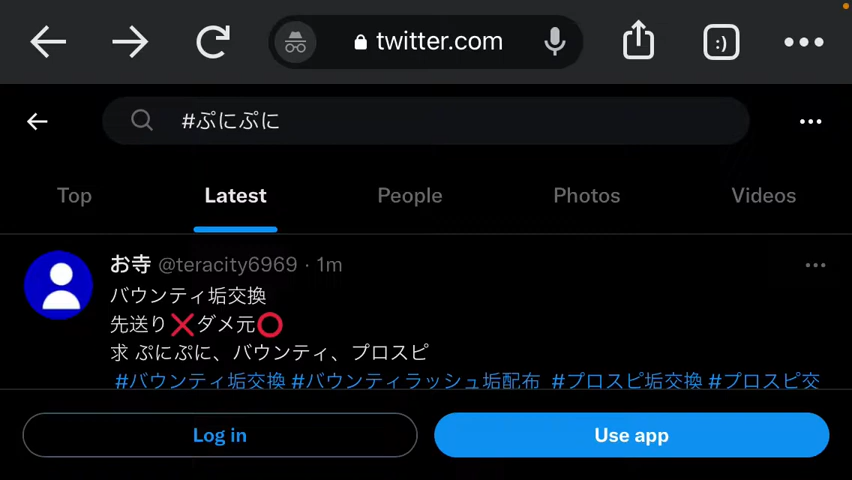 twitter.com
:)
#ぷにぷに
Top Latest People Photos Videos
お寺 @teracity6969 · 1m
バウンティ垢交換
先送り❌ダメ元⭕
求 ぷにぷに、バウンティ、プロスピ
#バウンティ垢交換 #バウンティラッシュ垢配布 #プロスピ垢交換 #プロスピ交
Log in Use app